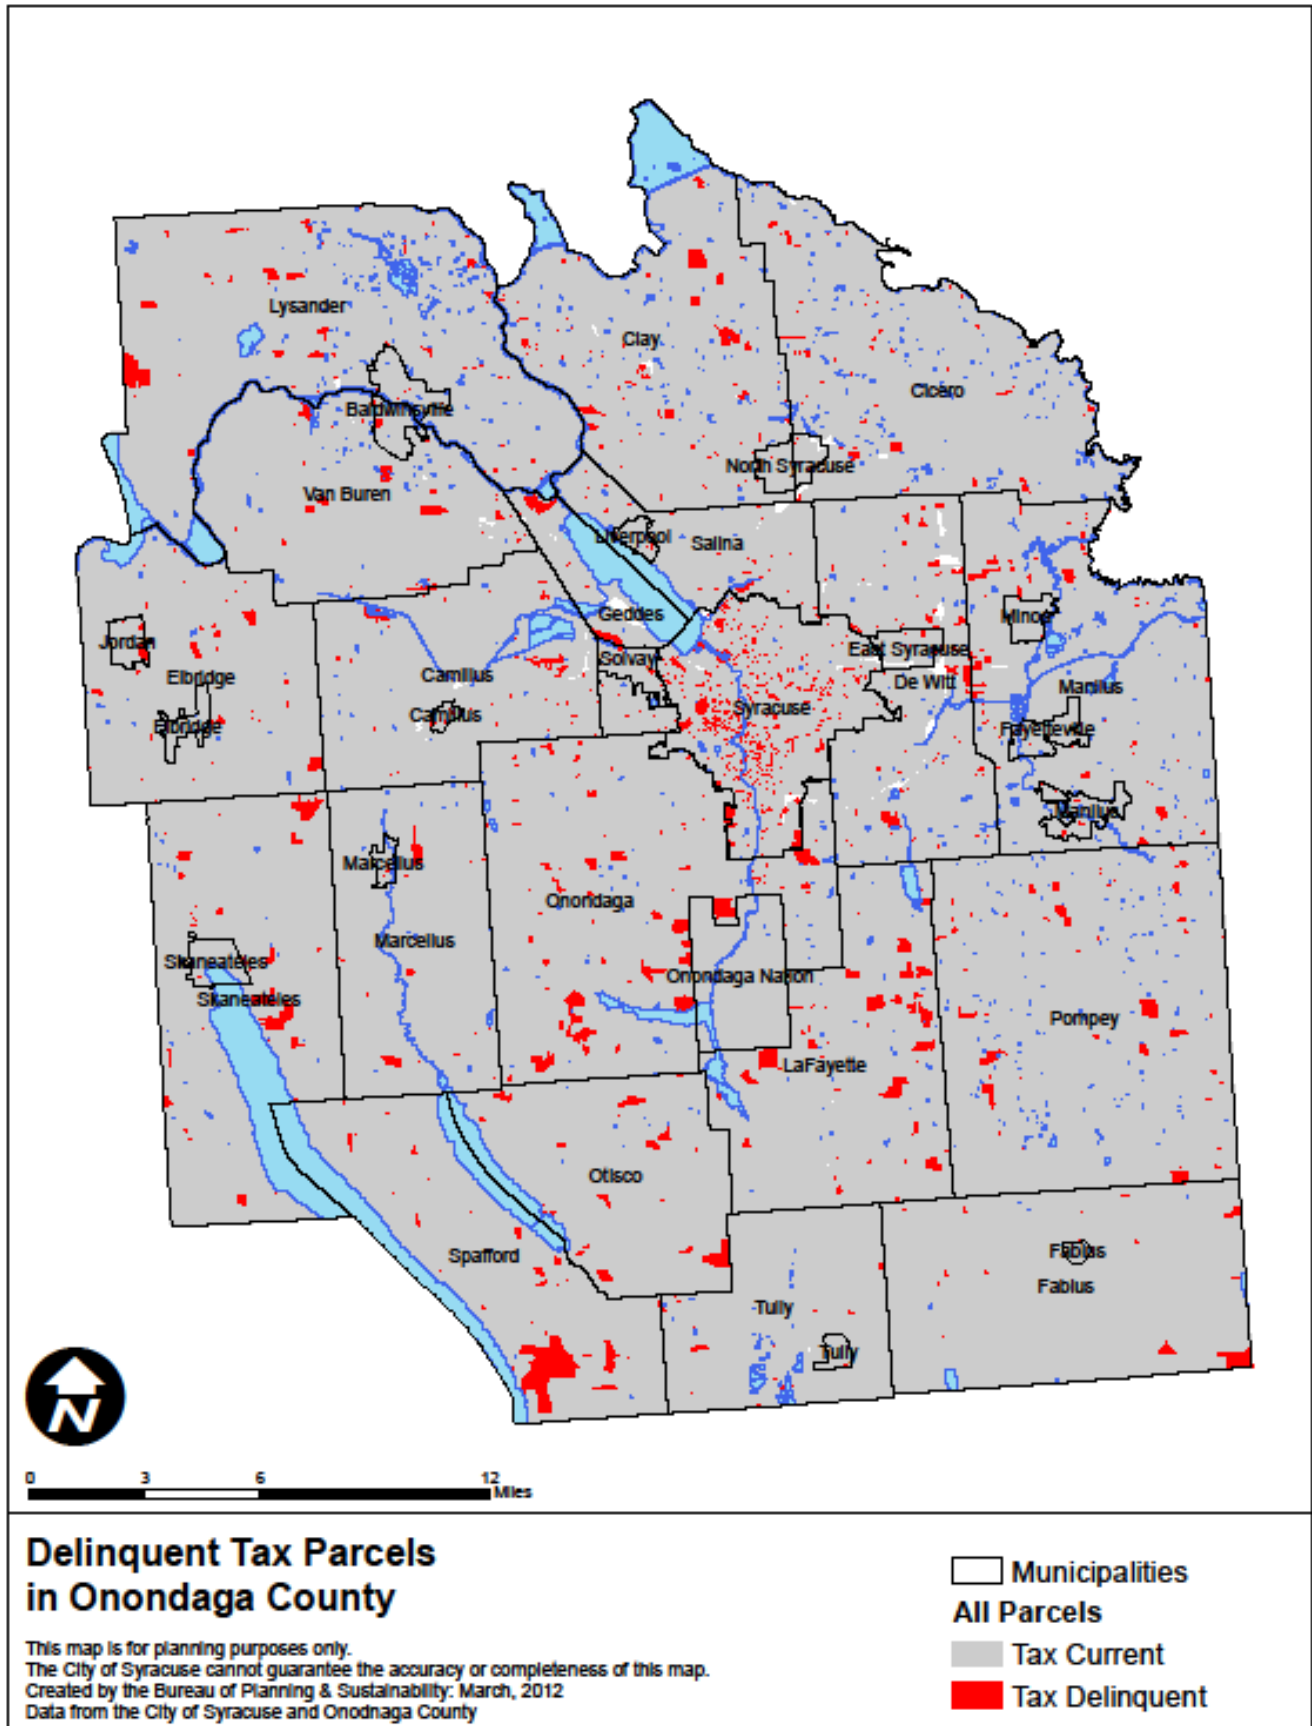 Lysander
Clay
Cicero
Baldwinsville
North Syracuse
Van Buren
Liverpool
Salina
Geddes
Minoa
Jordan
East Syracuse
Solvay
Elbridge
Camillus
De Witt
Manlius
Syracuse
Camillus
Elbridge
Fayetteville
Manlius
Marcellus
Onondaga
Marcellus
Skaneateles
Onondaga Nation
Skaneateles
Pompey
LaFayette
Otisco
Spafford
Fabius
Fabius
Tully
Tully
N
0 3 6 12
Miles
Delinquent Tax Parcels
in Onondaga County
This map is for planning purposes only.
The City of Syracuse cannot guarantee the accuracy or completeness of this map.
Created by the Bureau of Planning & Sustainability: March, 2012
Data from the City of Syracuse and Onodnaga County
Municipalities
All Parcels
Tax Current
Tax Delinquent